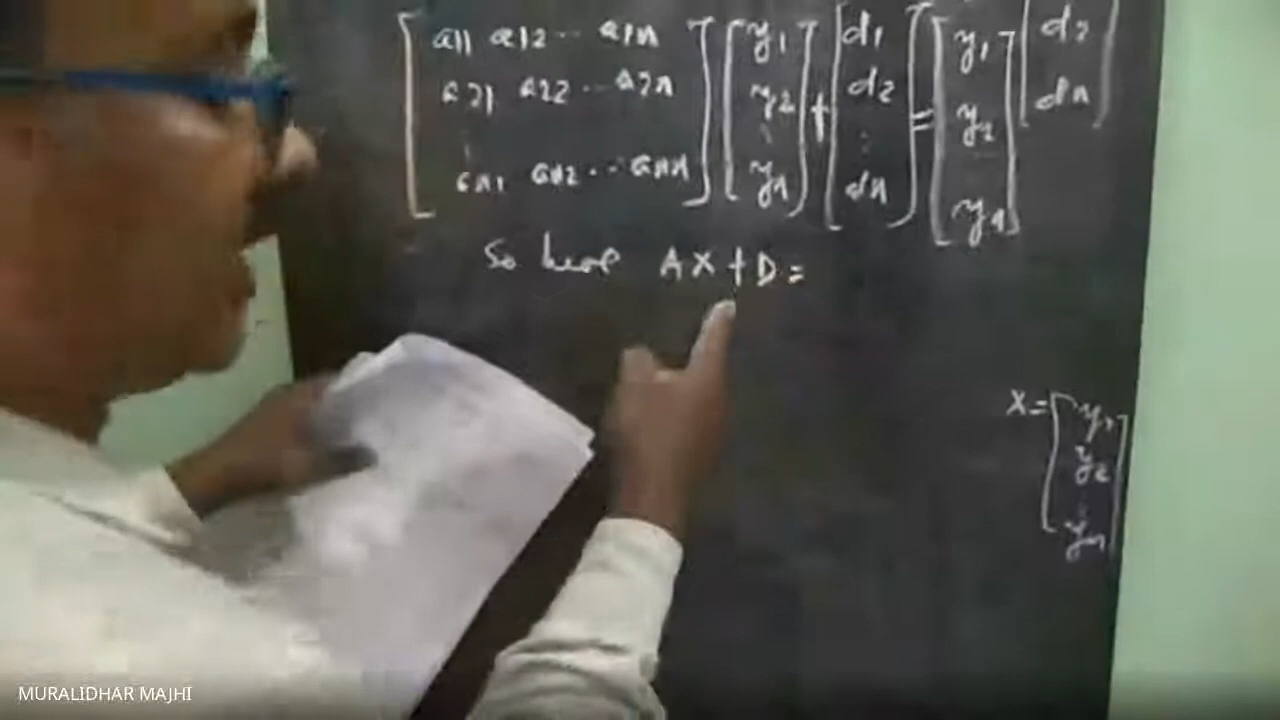 [a11 a12 .. a1n] [y1] + [d1] = [y1] [d2]
a21 a22 .. a2n y2 d2 y2 dn
⋮ ⋮ ⋮
an1 an2 .. ann yn dn yn
So here AX+D=
X= [y1
y2
⋮
yn]
MURALIDHAR MAJHI